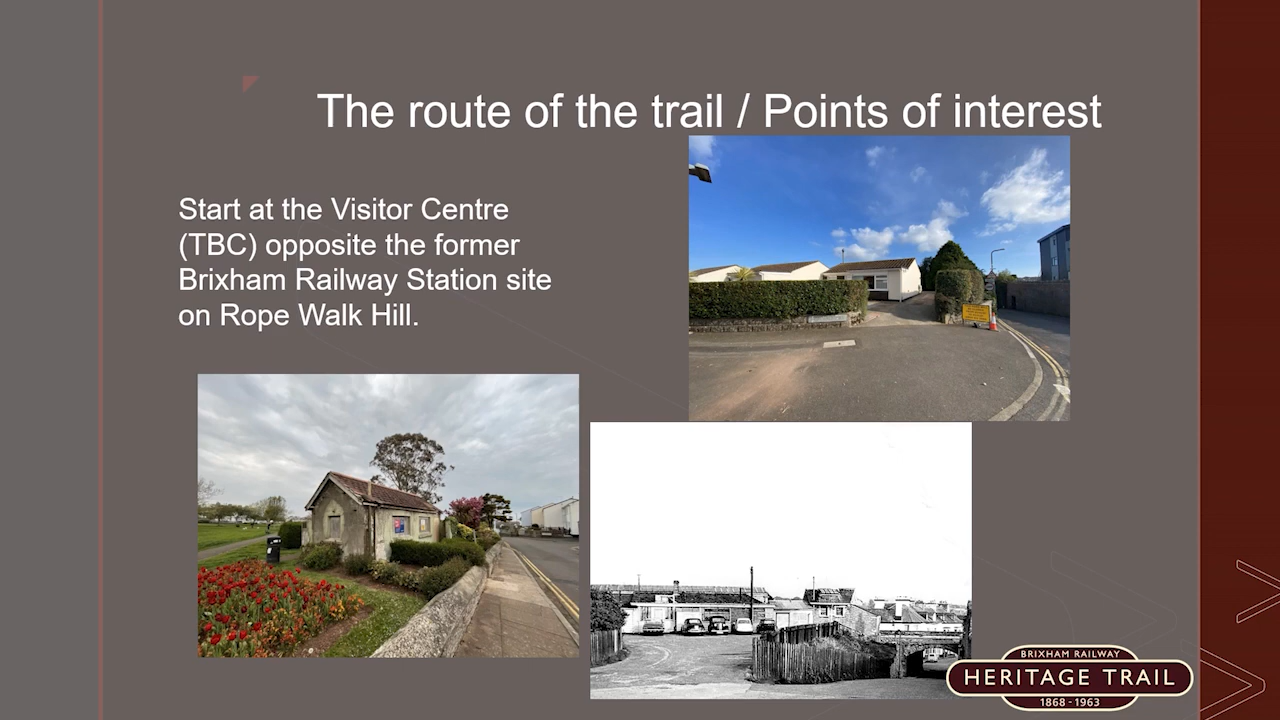 The route of the trail / Points of interest
Start at the Visitor Centre
(TBC) opposite the former
Brixham Railway Station site
on Rope Walk Hill.
BRIXHAM RAILWAY
HERITAGE TRAIL
1868 - 1963